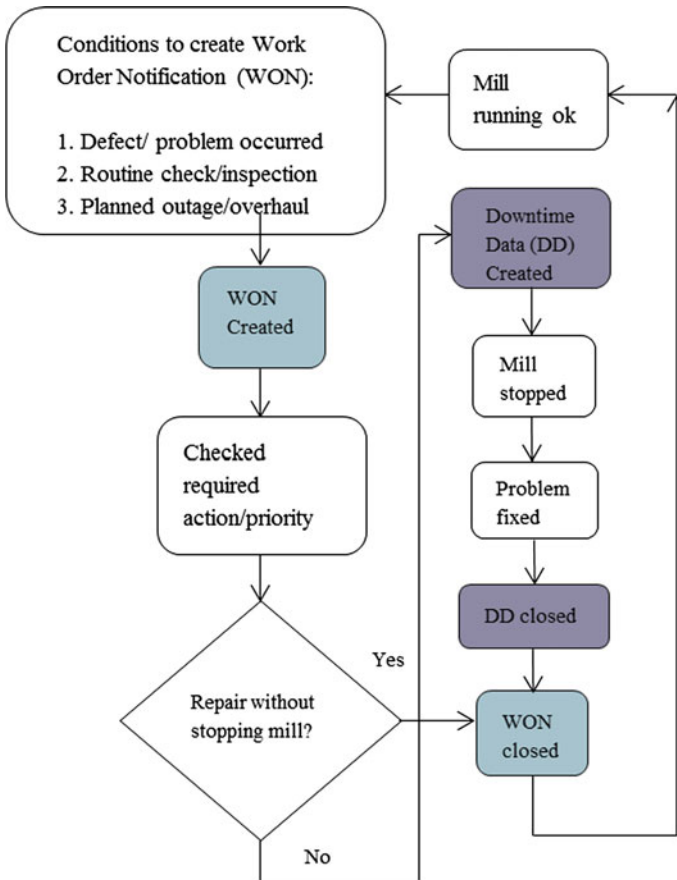 Conditions to create Work
Order Notification (WON):
1. Defect/ problem occurred
2. Routine check/inspection
3. Planned outage/overhaul
Mill
running ok
WON
Created
Checked
required
action/priority
Repair without
stopping mill?
Yes
No
Downtime
Data (DD)
Created
Mill
stopped
Problem
fixed
DD closed
WON
closed